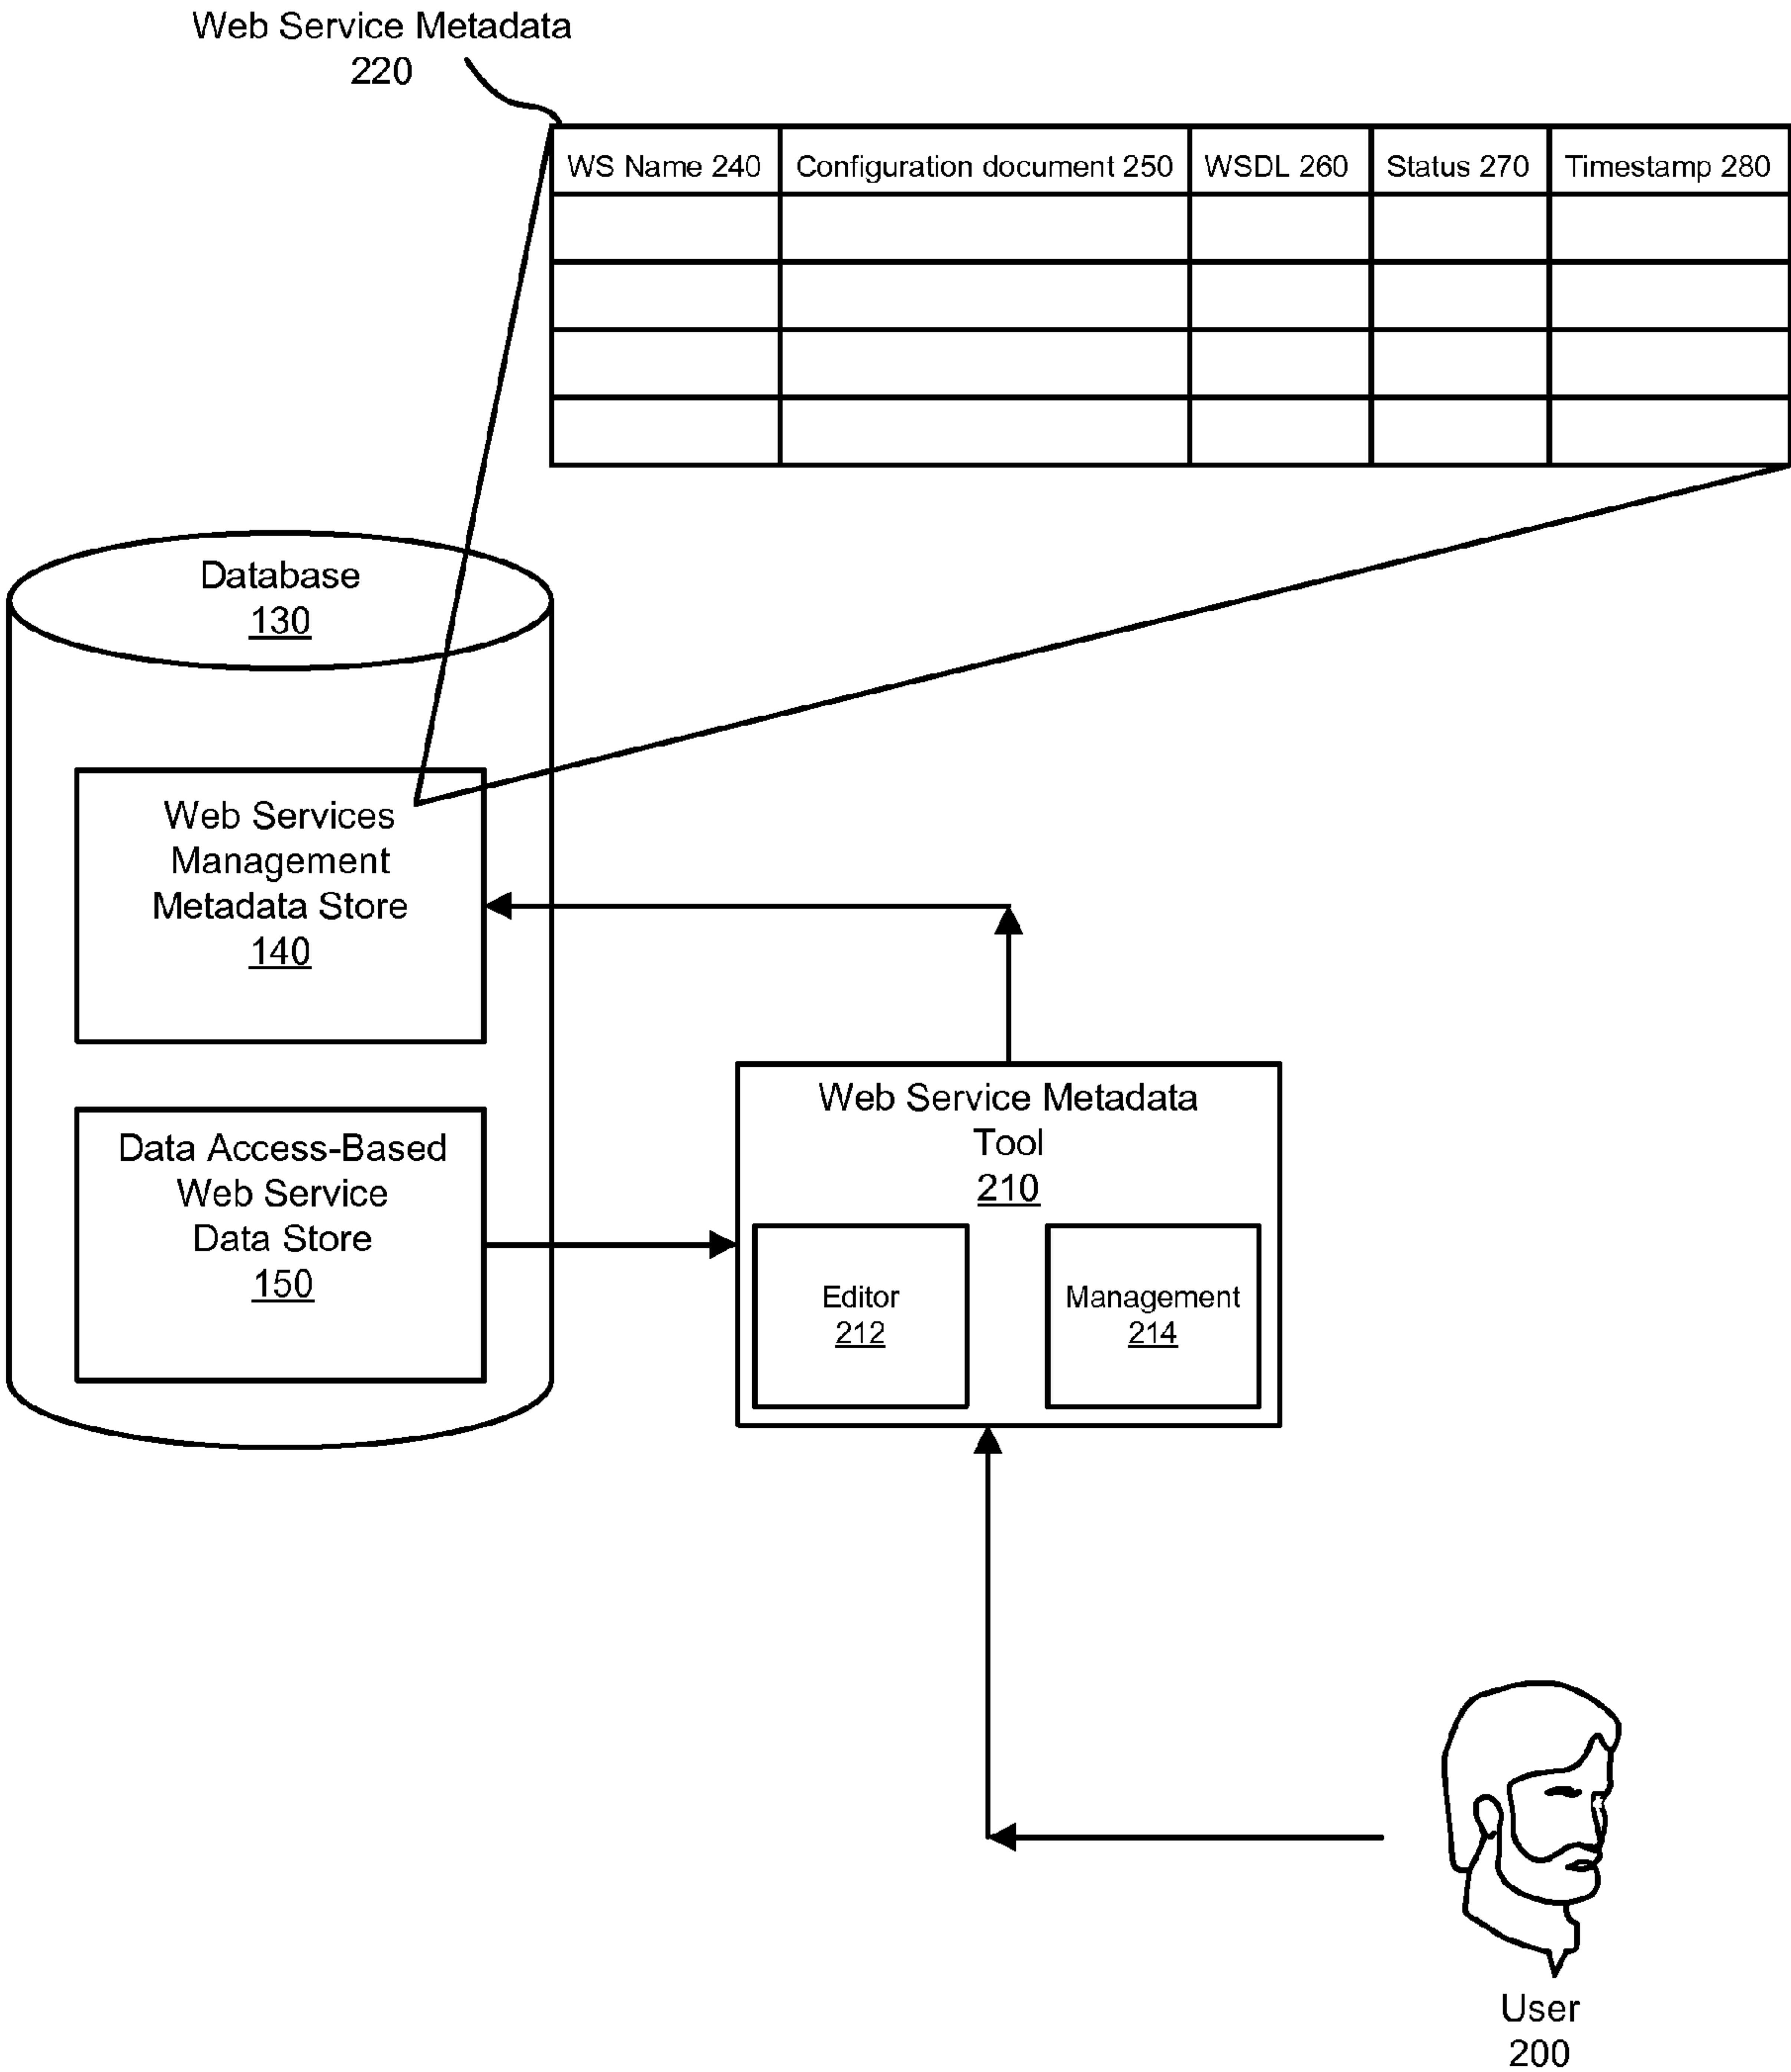 Web Service Metadata
220
WS Name 240 Configuration document 250 WSDL 260 Status 270 Timestamp 280
Database
130
Web Services
Management
Metadata Store
140
Data Access-Based
Web Service
Data Store
150
Web Service Metadata
Tool
210
Editor
212
Management
214
User
200